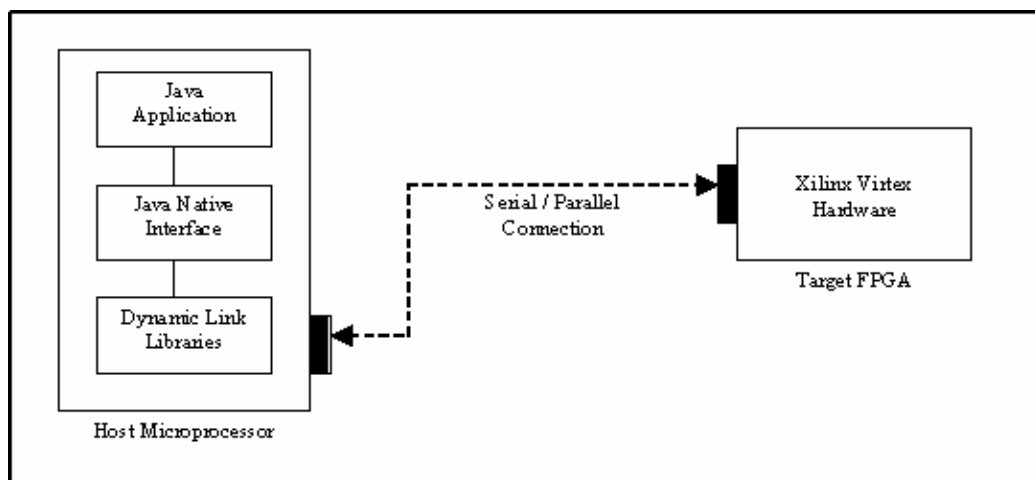 Java
Application
Java Native
Interface
Dynamic Link
Libraries
Host Microprocessor
Serial / Parallel
Connection
Xilinx Virtex
Hardware
Target FPGA